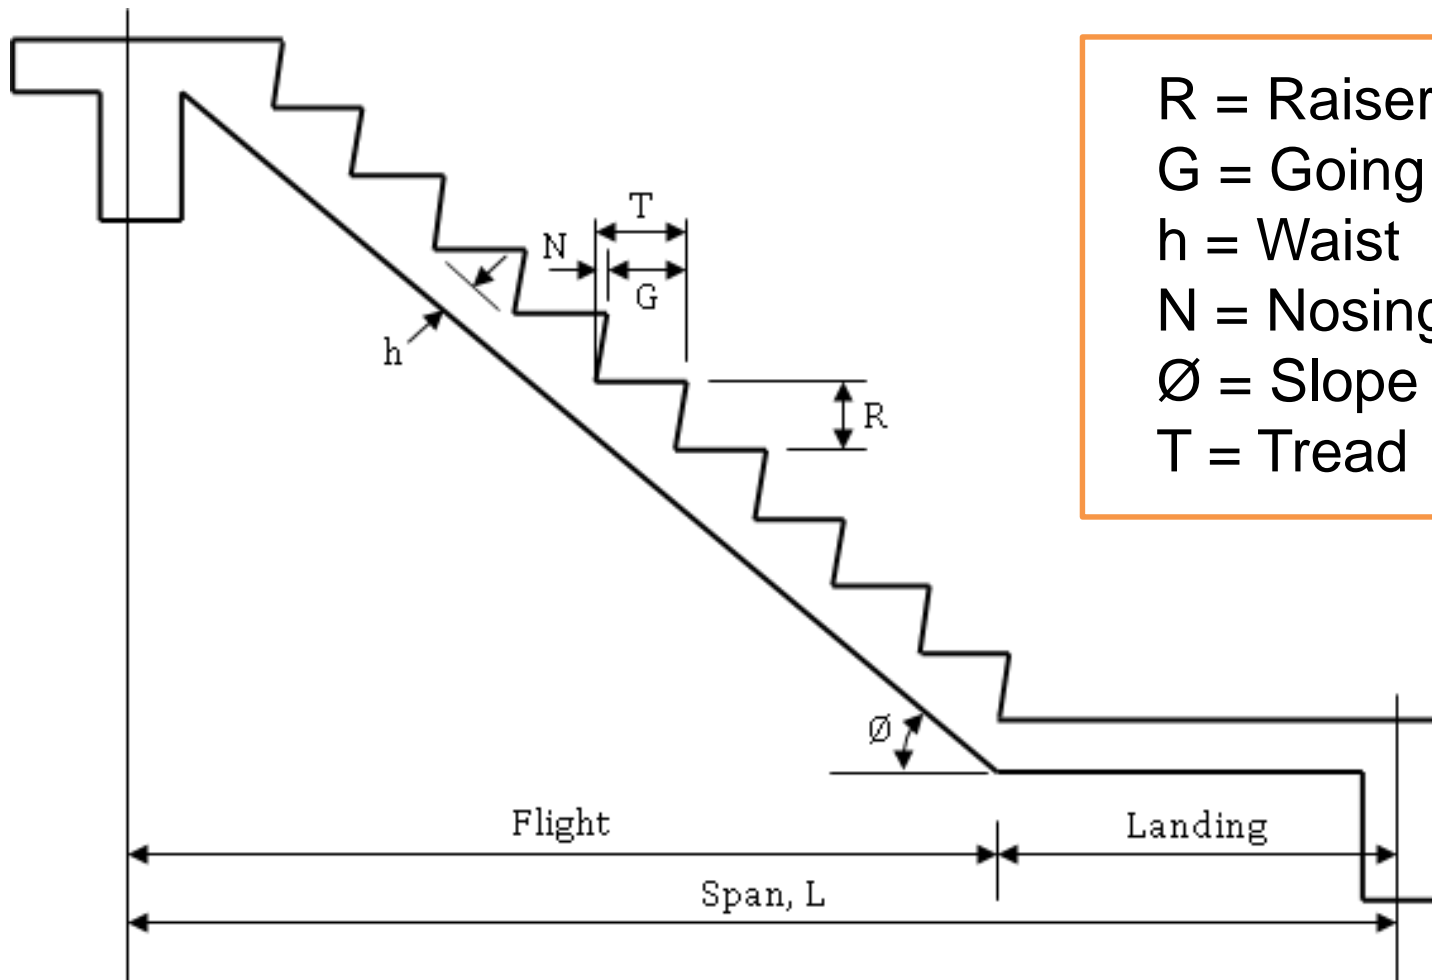 R = Raiser
G = Going
h = Waist
N = Nosing
Ø = Slope
T = Tread
T
N
G
h
R
Ø
Flight
Landing
Span, L